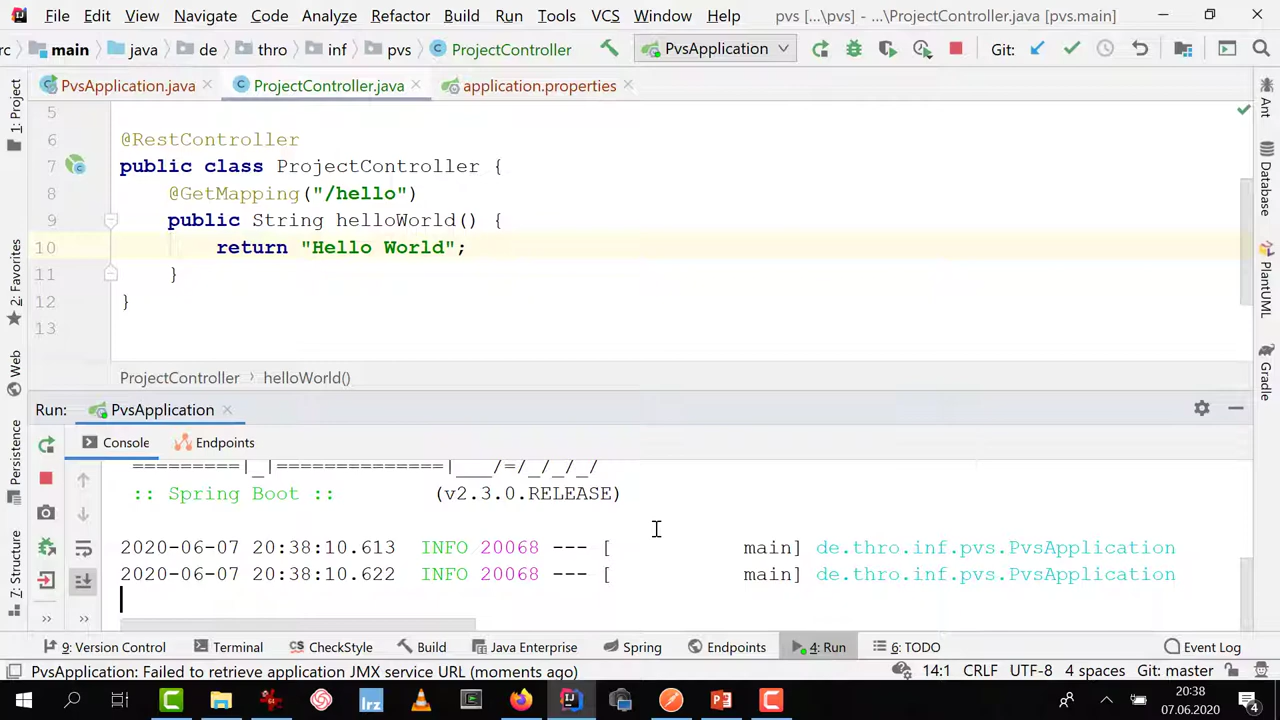 File Edit View Navigate Code Analyze Refactor Build Run Tools VCS Window Help pvs [...\pvs] - ...\ProjectController.java [pvs.main]
rc main java de thro inf pvs ProjectController PvsApplication Git:
PvsApplication.java ProjectController.java application.properties
5
6 @RestController
7 public class ProjectController {
8 @GetMapping("/hello")
9 public String helloWorld() {
10 return "Hello World";
11 }
12 }
13
ProjectController › helloWorld()
Run: PvsApplication
Console Endpoints
=========|_|==============|___/=/_/_/_/
:: Spring Boot :: (v2.3.0.RELEASE)
2020-06-07 20:38:10.613 INFO 20068 --- [ main] de.thro.inf.pvs.PvsApplication
2020-06-07 20:38:10.622 INFO 20068 --- [ main] de.thro.inf.pvs.PvsApplication
9: Version Control Terminal CheckStyle Build Java Enterprise Spring Endpoints 4: Run 6: TODO Event Log
PvsApplication: Failed to retrieve application JMX service URL (moments ago) 14:1 CRLF UTF-8 4 spaces Git: master
lrz 20:38
07.06.2020
4
1: Project
2: Favorites
Web
Persistence
7: Structure
Ant
Database
PlantUML
Gradle